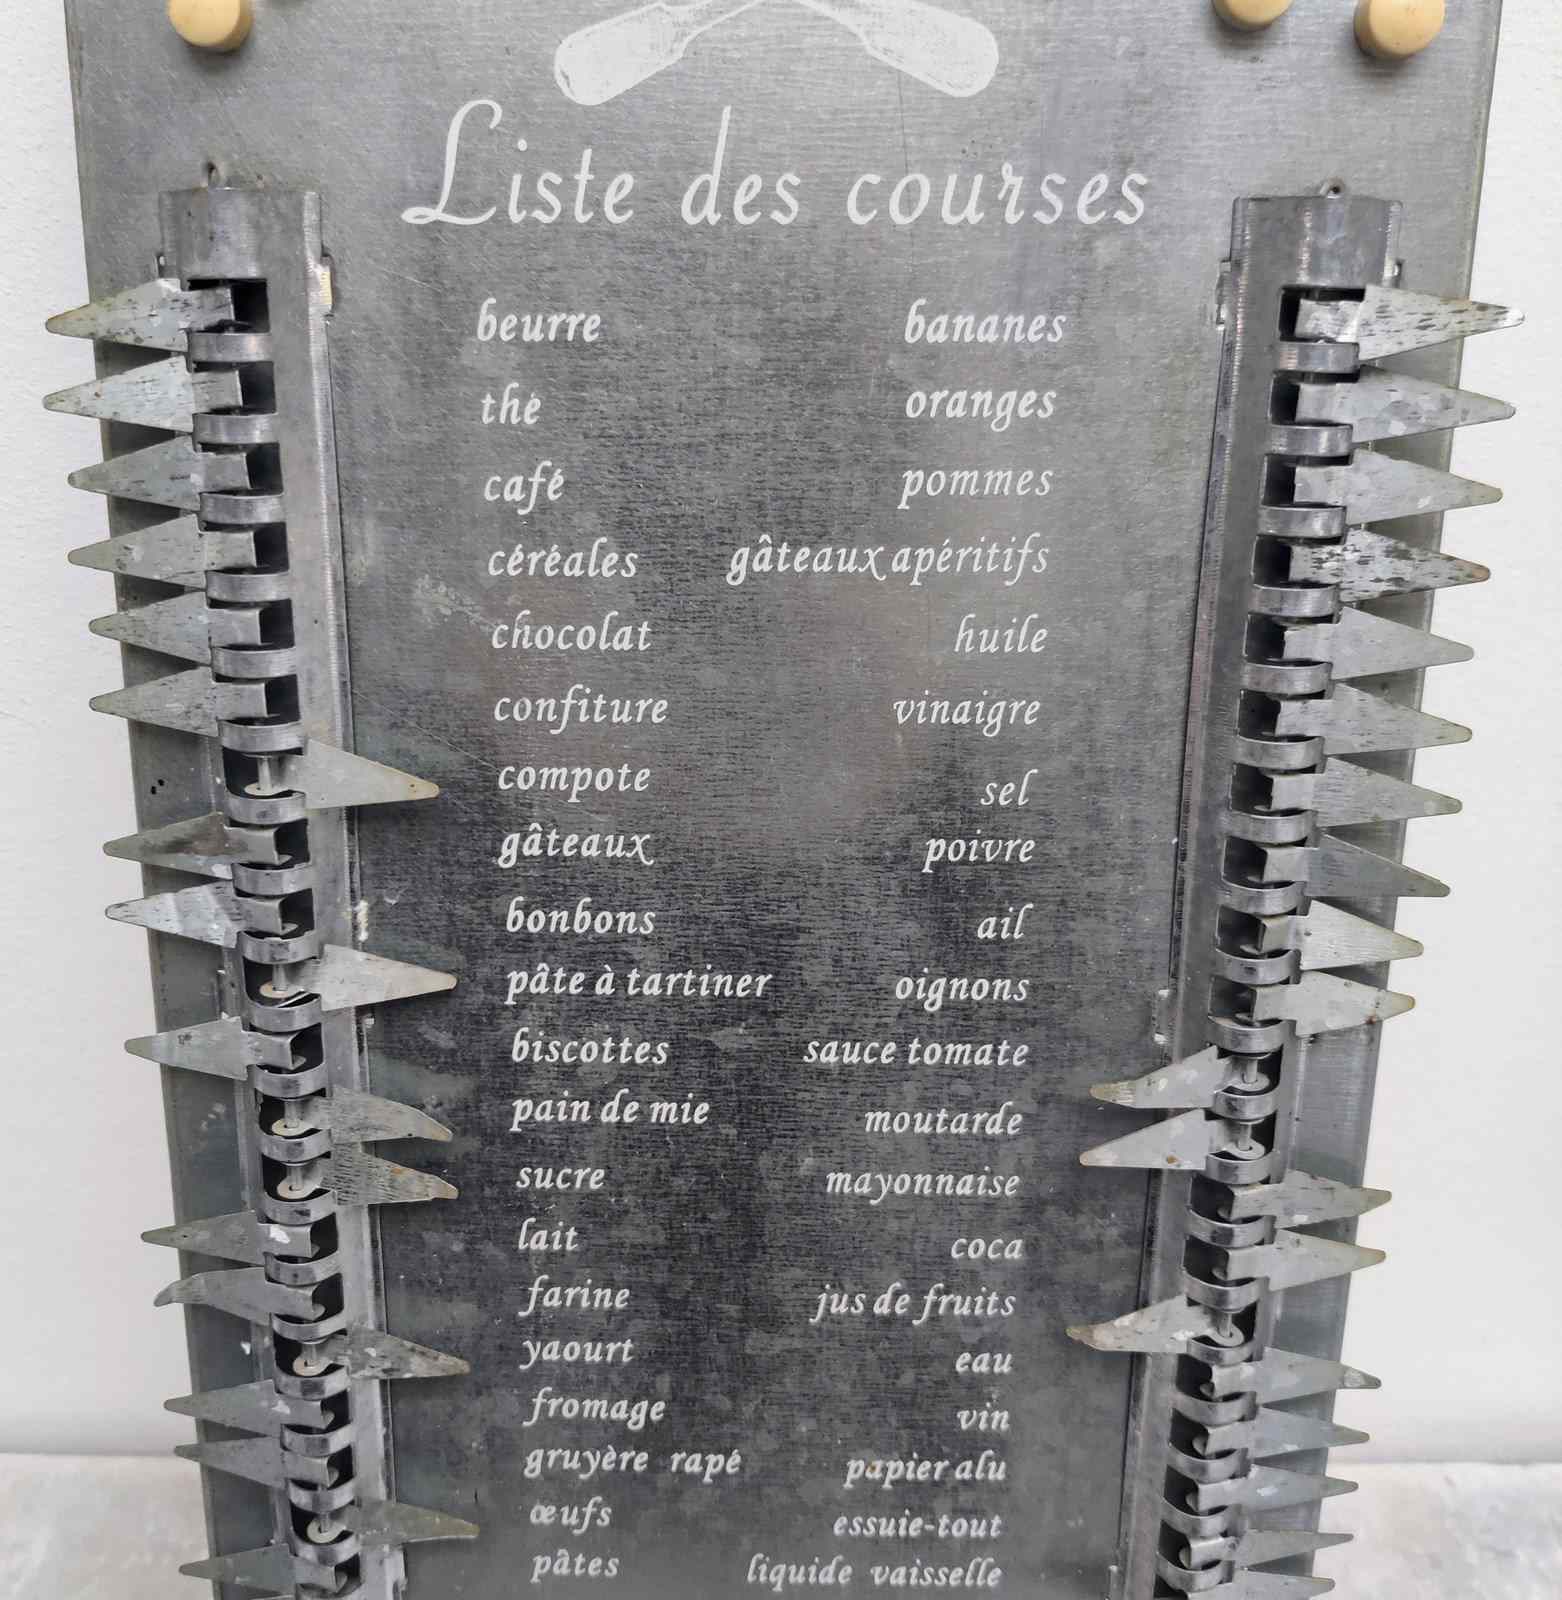 Liste des courses
beurre
thé
café
céréales
chocolat
confiture
compote
gâteaux
bonbons
pâte à tartiner
biscottes
pain de mie
sucre
lait
farine
yaourt
fromage
gruyère rapé
œufs
pâtes
bananes
oranges
pommes
gâteaux apéritifs
huile
vinaigre
sel
poivre
ail
oignons
sauce tomate
moutarde
mayonnaise
coca
jus de fruits
eau
vin
papier alu
essuie-tout
liquide vaisselle